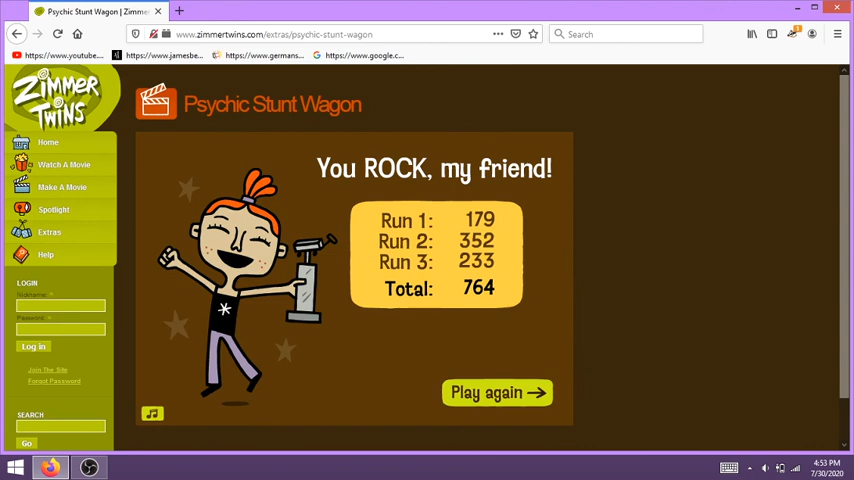 Psychic Stunt Wagon | Zimmer
www.zimmertwins.com/extras/psychic-stunt-wagon
Search
https://www.youtube....
https://www.jamesbe...
https://www.germans...
https://www.google.c...
Zimmer
Twins
Psychic Stunt Wagon
Home
Watch A Movie
Make A Movie
Spotlight
Extras
Help
LOGIN
Nickname: *
Password: *
Log in
Join The Site
Forgot Password
SEARCH
Go
You ROCK, my friend!
Run 1: 179
Run 2: 352
Run 3: 233
Total: 764
Play again
4:53 PM
7/30/2020